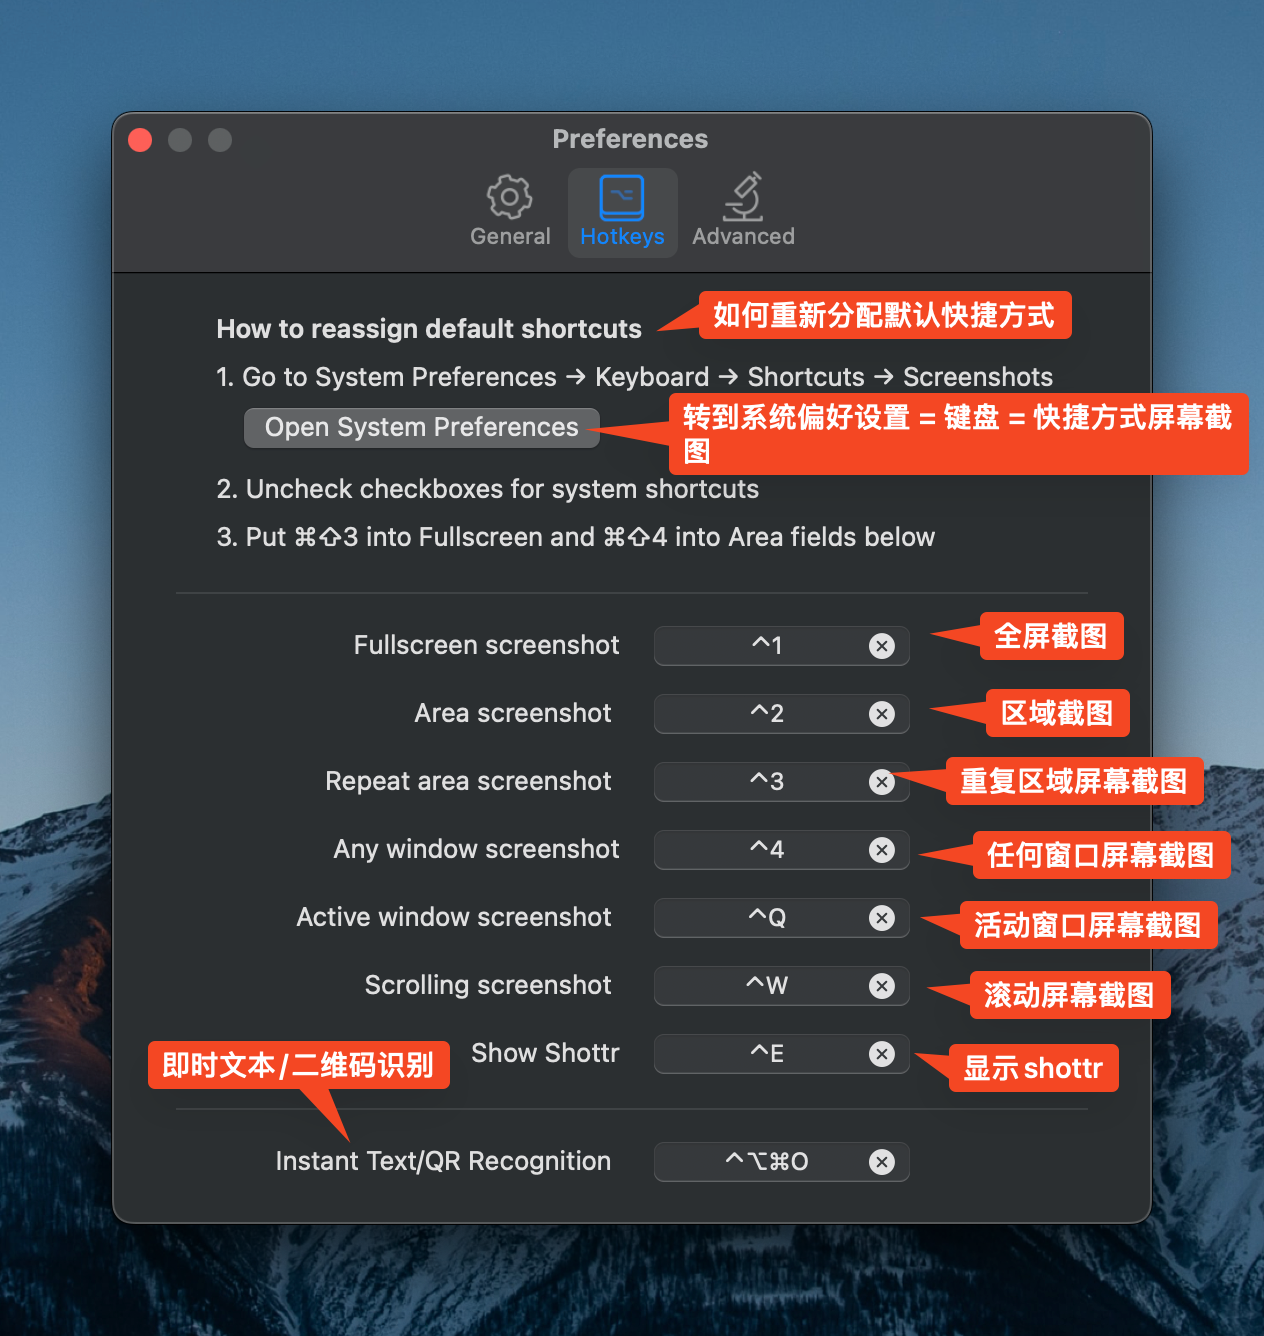 Preferences
General
Hotkeys
Advanced
How to reassign default shortcuts
如何重新分配默认快捷方式
1. Go to System Preferences → Keyboard → Shortcuts → Screenshots
Open System Preferences
转到系统偏好设置 = 键盘 = 快捷方式屏幕截
图
2. Uncheck checkboxes for system shortcuts
3. Put ⌘⇧3 into Fullscreen and ⌘⇧4 into Area fields below
Fullscreen screenshot
^1
全屏截图
Area screenshot
^2
区域截图
Repeat area screenshot
^3
重复区域屏幕截图
Any window screenshot
^4
任何窗口屏幕截图
Active window screenshot
^Q
活动窗口屏幕截图
Scrolling screenshot
^W
滚动屏幕截图
Show Shottr
^E
显示 shottr
即时文本/二维码识别
Instant Text/QR Recognition
^⌥⌘O